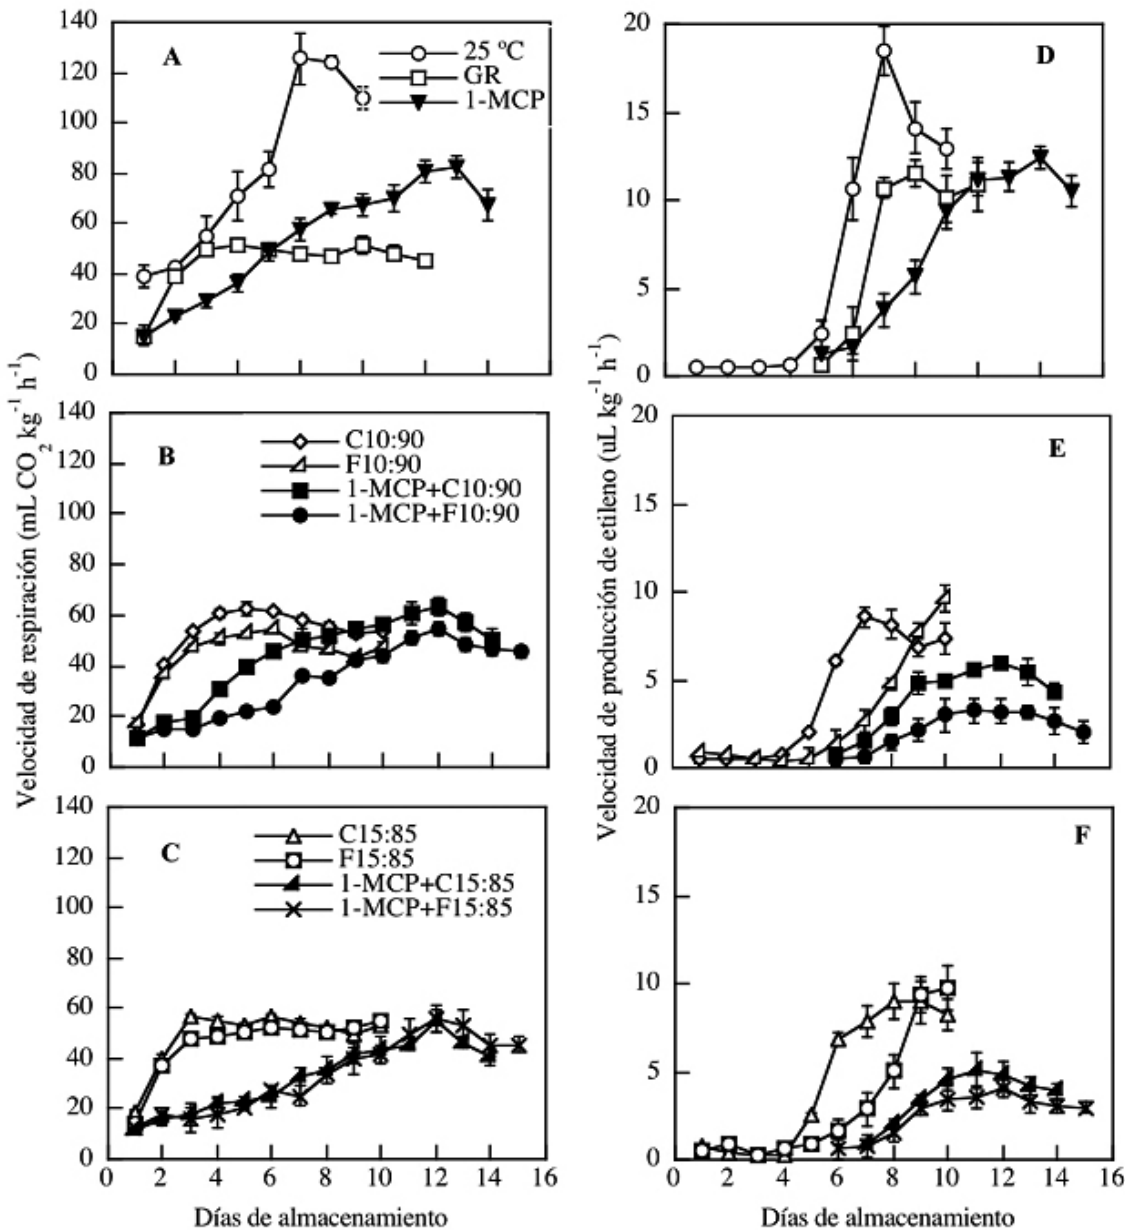 Velocidad de respiración (mL CO2 kg-1 h-1)
140
120
100
80
60
40
20
0
A
25 ºC
GR
1-MCP
140
120
100
80
60
40
20
0
B
C10:90
F10:90
1-MCP+C10:90
1-MCP+F10:90
140
120
100
80
60
40
20
0
C
C15:85
F15:85
1-MCP+C15:85
1-MCP+F15:85
2 4 6 8 10 12 14 16
Días de almacenamiento
Velocidad de producción de etileno (uL kg-1 h-1)
20
15
10
5
0
D
20
15
10
5
0
E
20
15
10
5
0
F
0 2 4 6 8 10 12 14 16
Días de almacenamiento